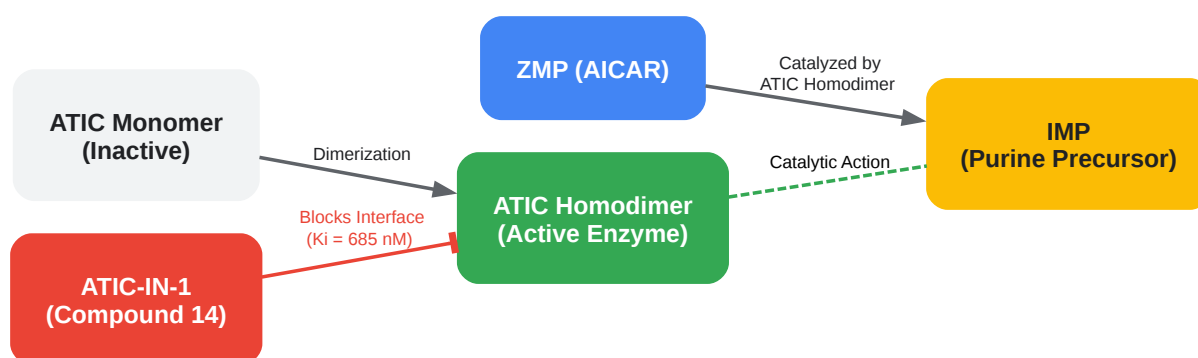 ATIC Monomer
(Inactive)
Dimerization
ATIC-IN-1
(Compound 14)
Blocks Interface
(Ki = 685 nM)
ZMP (AICAR)
ATIC Homodimer
(Active Enzyme)
Catalyzed by
ATIC Homodimer
Catalytic Action
IMP
(Purine Precursor)